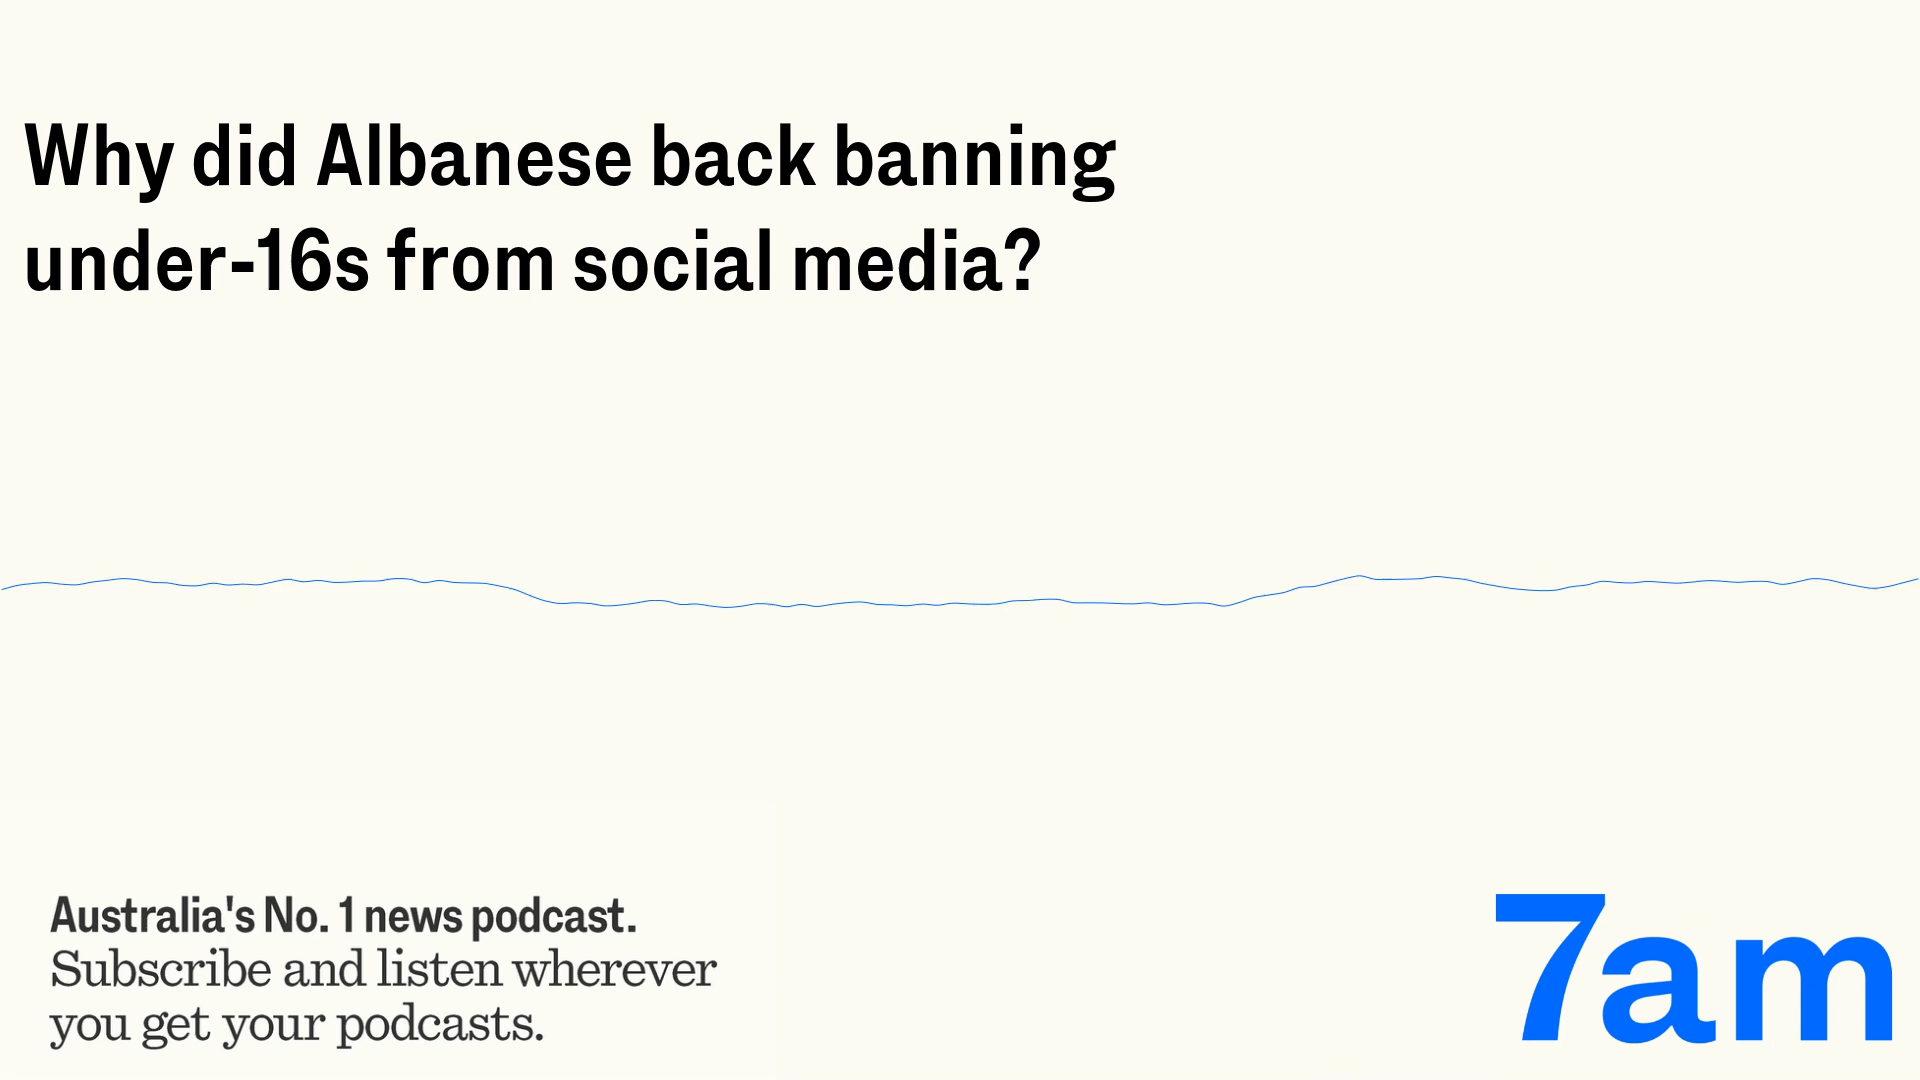 Why did Albanese back banning
under-16s from social media?
Australia's No. 1 news podcast.
Subscribe and listen wherever
you get your podcasts.
7am